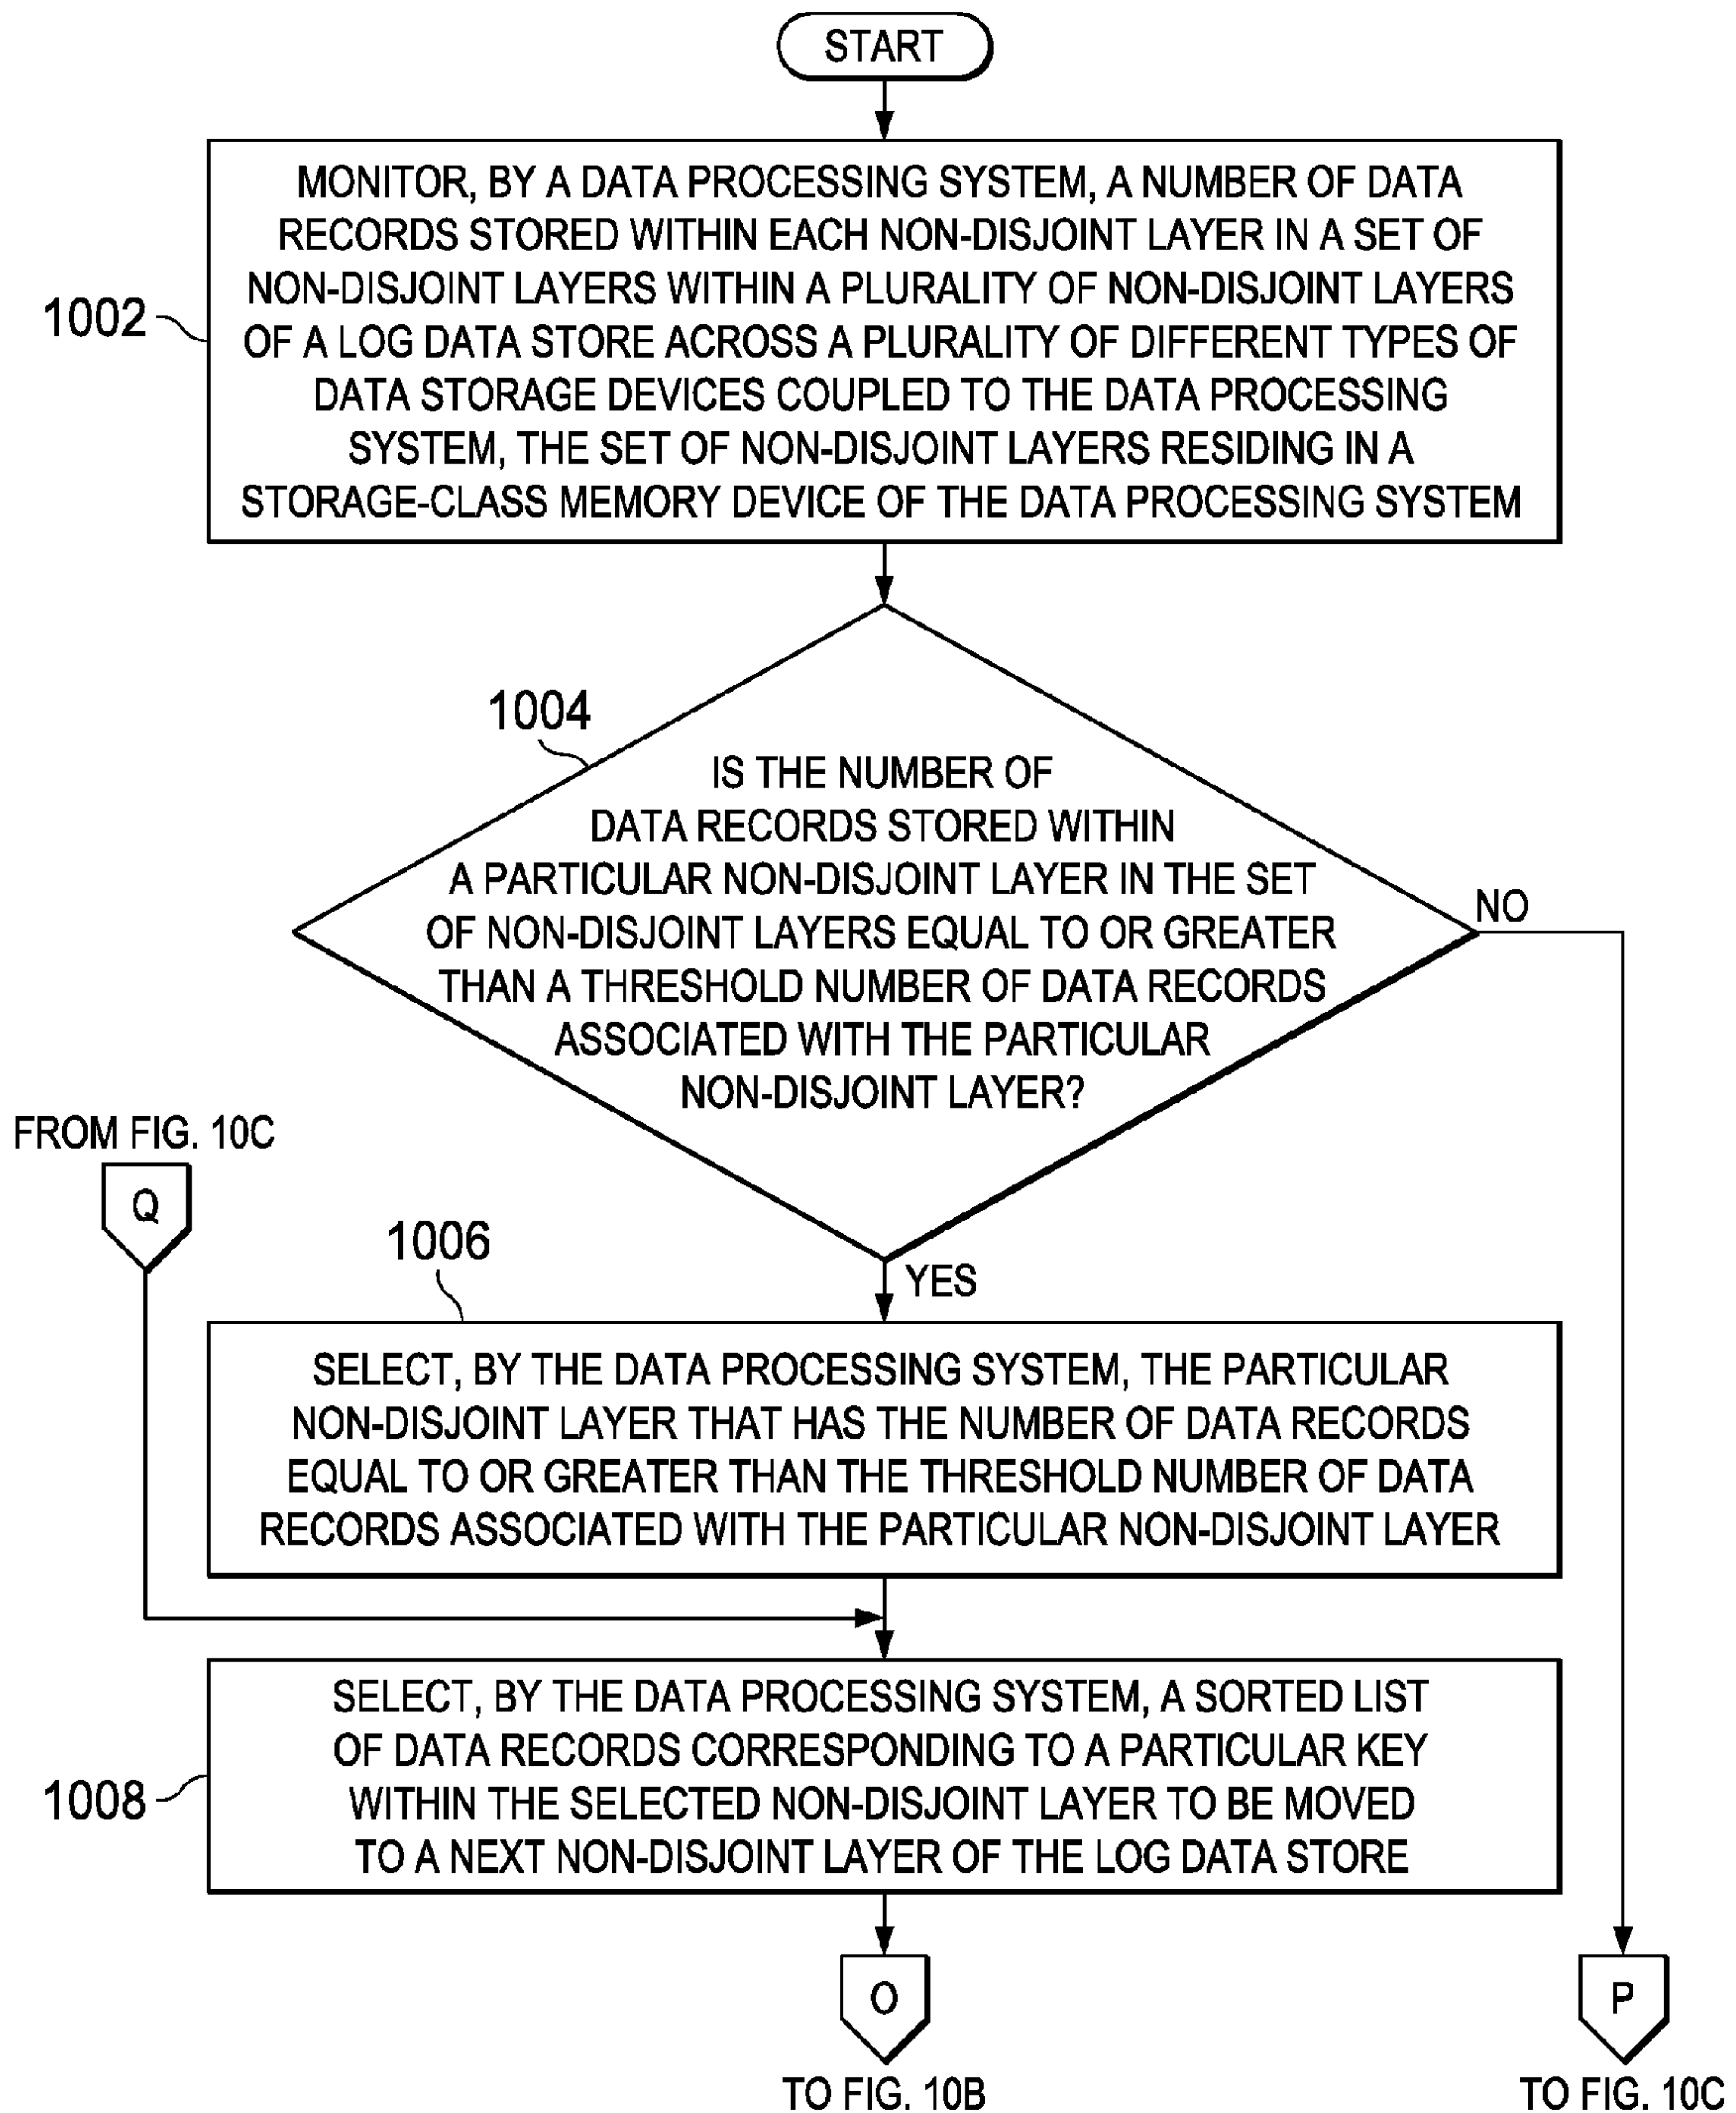 START
MONITOR, BY A DATA PROCESSING SYSTEM, A NUMBER OF DATA
RECORDS STORED WITHIN EACH NON-DISJOINT LAYER IN A SET OF
NON-DISJOINT LAYERS WITHIN A PLURALITY OF NON-DISJOINT LAYERS
OF A LOG DATA STORE ACROSS A PLURALITY OF DIFFERENT TYPES OF
DATA STORAGE DEVICES COUPLED TO THE DATA PROCESSING
SYSTEM, THE SET OF NON-DISJOINT LAYERS RESIDING IN A
STORAGE-CLASS MEMORY DEVICE OF THE DATA PROCESSING SYSTEM
1002
1004
IS THE NUMBER OF
DATA RECORDS STORED WITHIN
A PARTICULAR NON-DISJOINT LAYER IN THE SET
OF NON-DISJOINT LAYERS EQUAL TO OR GREATER
THAN A THRESHOLD NUMBER OF DATA RECORDS
ASSOCIATED WITH THE PARTICULAR
NON-DISJOINT LAYER?
NO
FROM FIG. 10C
Q
YES
1006
SELECT, BY THE DATA PROCESSING SYSTEM, THE PARTICULAR
NON-DISJOINT LAYER THAT HAS THE NUMBER OF DATA RECORDS
EQUAL TO OR GREATER THAN THE THRESHOLD NUMBER OF DATA
RECORDS ASSOCIATED WITH THE PARTICULAR NON-DISJOINT LAYER
SELECT, BY THE DATA PROCESSING SYSTEM, A SORTED LIST
OF DATA RECORDS CORRESPONDING TO A PARTICULAR KEY
WITHIN THE SELECTED NON-DISJOINT LAYER TO BE MOVED
TO A NEXT NON-DISJOINT LAYER OF THE LOG DATA STORE
1008
O
TO FIG. 10B
P
TO FIG. 10C